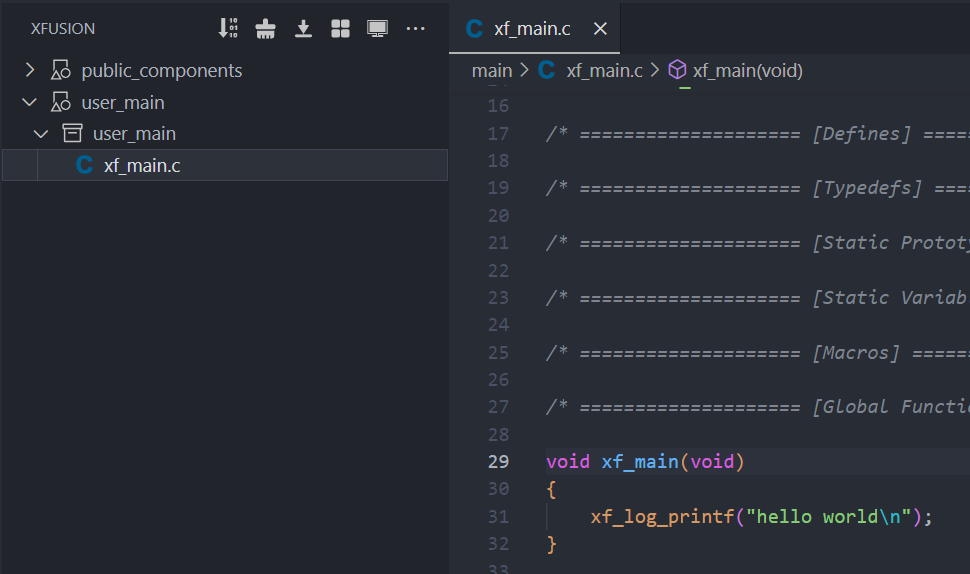 XFUSION
public_components
user_main
user_main
C xf_main.c
C xf_main.c
main > C xf_main.c > xf_main(void)
16
17 /* ==================== [Defines] ====
18
19 /* ==================== [Typedefs] ===
20
21 /* ==================== [Static Prototy
22
23 /* ==================== [Static Variab
24
25 /* ==================== [Macros] =====
26
27 /* ==================== [Global Functi
28
29 void xf_main(void)
30 {
31 xf_log_printf("hello world\n");
32 }
33